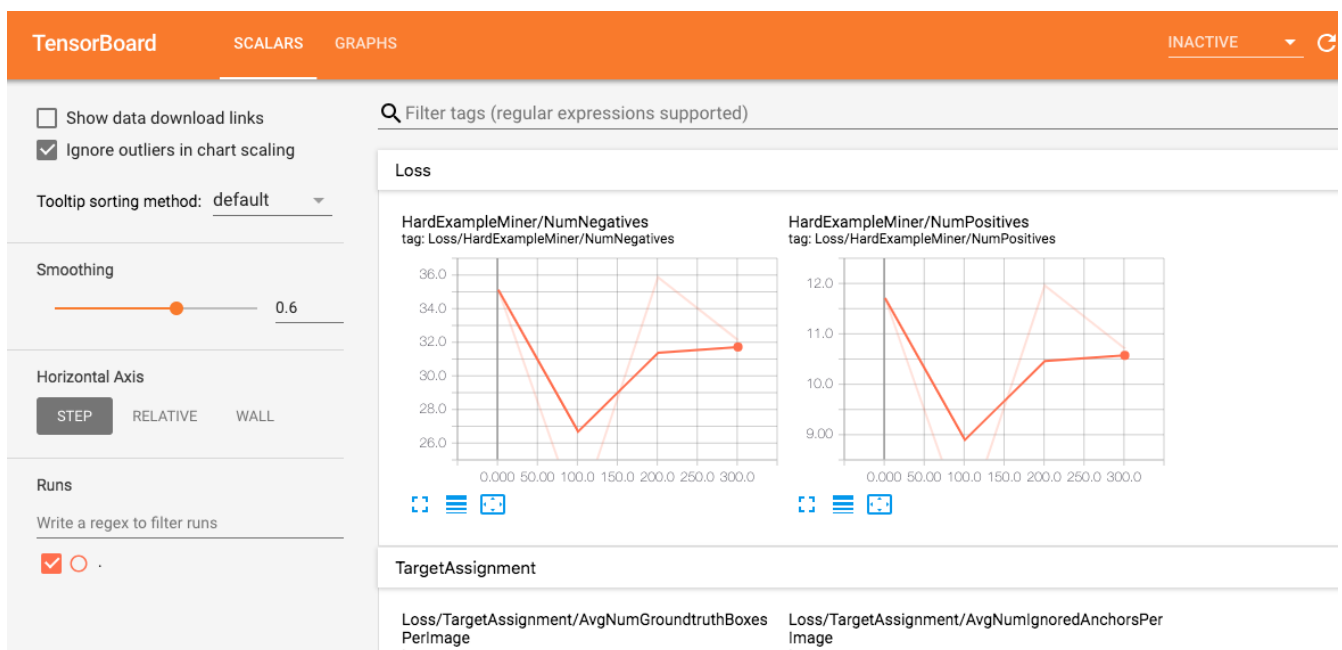 TensorBoard SCALARS GRAPHS INACTIVE
Show data download links
Ignore outliers in chart scaling
Tooltip sorting method: default
Smoothing
0.6
Horizontal Axis
STEP RELATIVE WALL
Runs
Write a regex to filter runs
.
Filter tags (regular expressions supported)
Loss
HardExampleMiner/NumNegatives
tag: Loss/HardExampleMiner/NumNegatives
36.0
34.0
32.0
30.0
28.0
26.0
0.000 50.00 100.0 150.0 200.0 250.0 300.0
HardExampleMiner/NumPositives
tag: Loss/HardExampleMiner/NumPositives
12.0
11.0
10.0
9.00
0.000 50.00 100.0 150.0 200.0 250.0 300.0
TargetAssignment
Loss/TargetAssignment/AvgNumGroundtruthBoxes
PerImage
Loss/TargetAssignment/AvgNumIgnoredAnchorsPer
Image